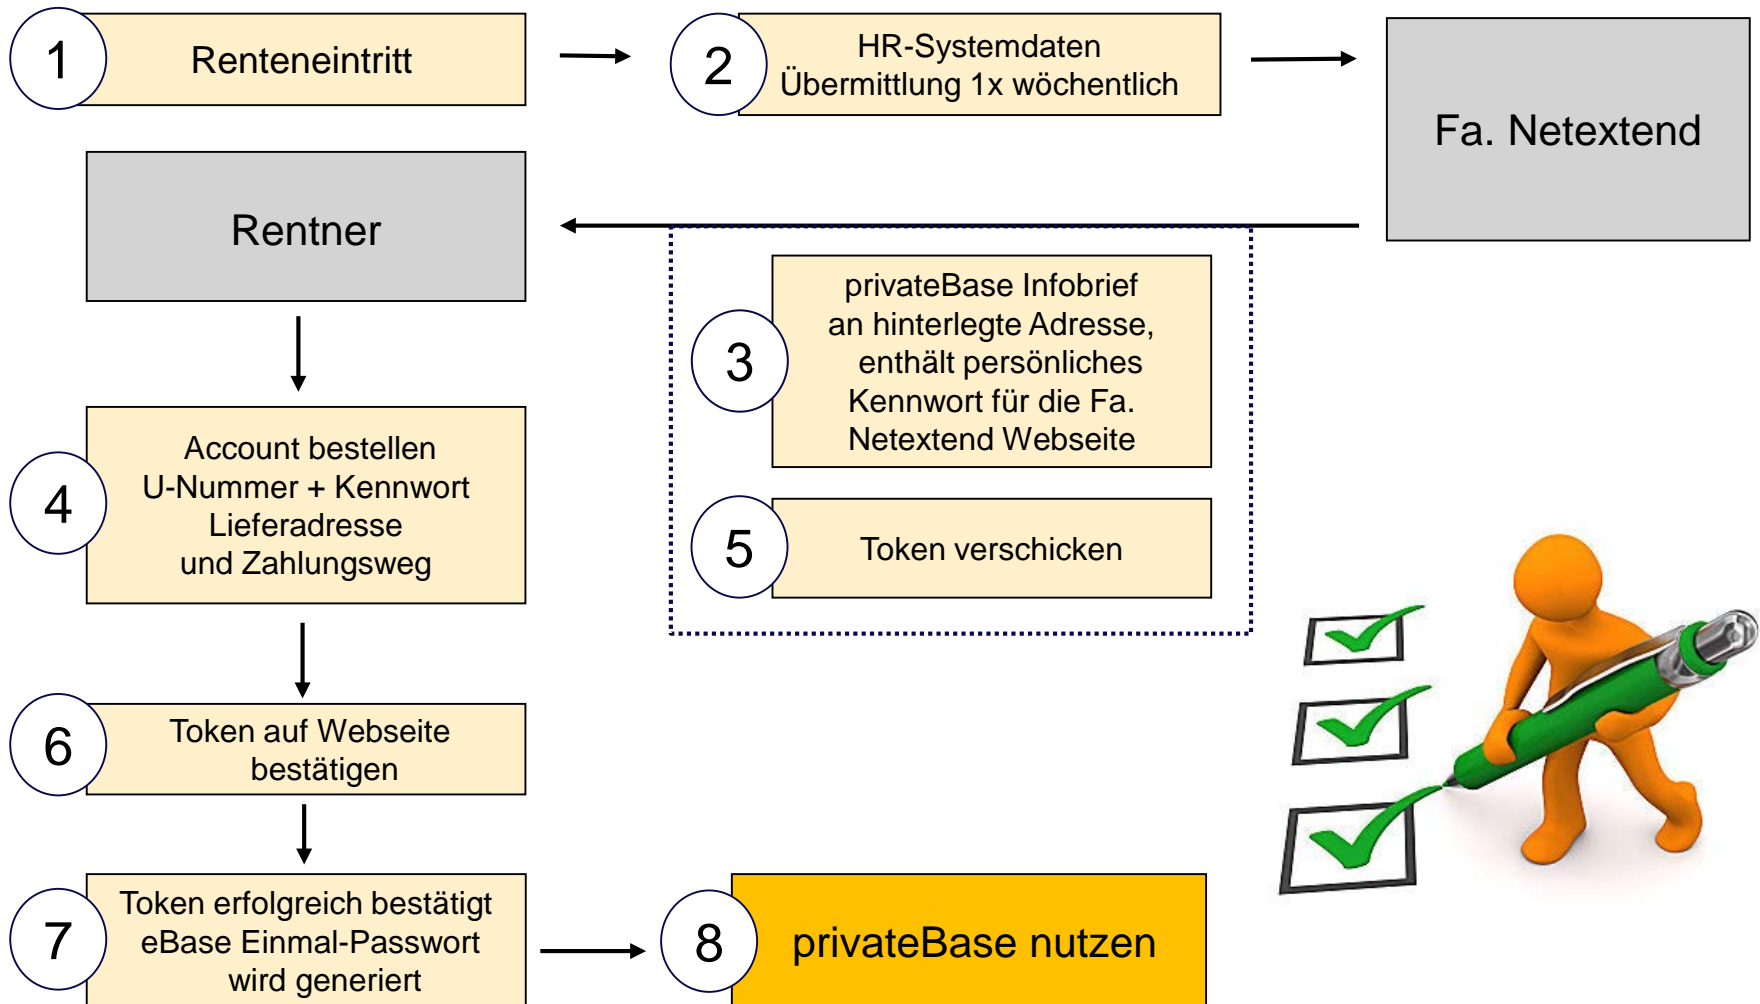 1
Renteneintritt
2
HR-Systemdaten
Übermittlung 1x wöchentlich
Fa. Netextend
Rentner
3
privateBase Infobrief
an hinterlegte Adresse,
enthält persönliches
Kennwort für die Fa.
Netextend Webseite
4
Account bestellen
U-Nummer + Kennwort
Lieferadresse
und Zahlungsweg
5
Token verschicken
6
Token auf Webseite
bestätigen
7
Token erfolgreich bestätigt
eBase Einmal-Passwort
wird generiert
8
privateBase nutzen